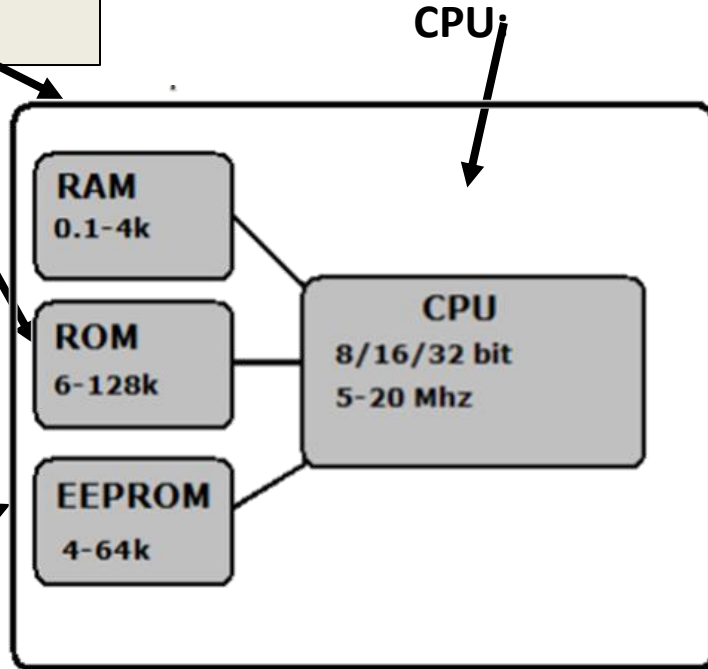 CPU:
RAM
0.1-4k
ROM
6-128k
EEPROM
4-64k
CPU
8/16/32 bit
5-20 Mhz